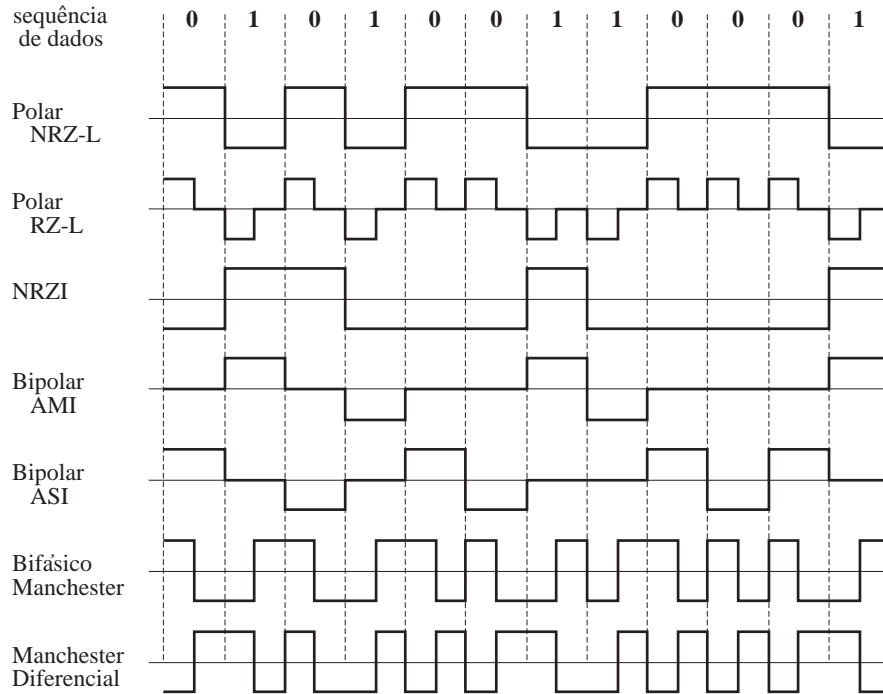 sequência
de dados
0 1 0 1 0 0 1 1 0 0 0 1
Polar
NRZ-L
Polar
RZ-L
NRZI
Bipolar
AMI
Bipolar
ASI
Bifásico
Manchester
Manchester
Diferencial